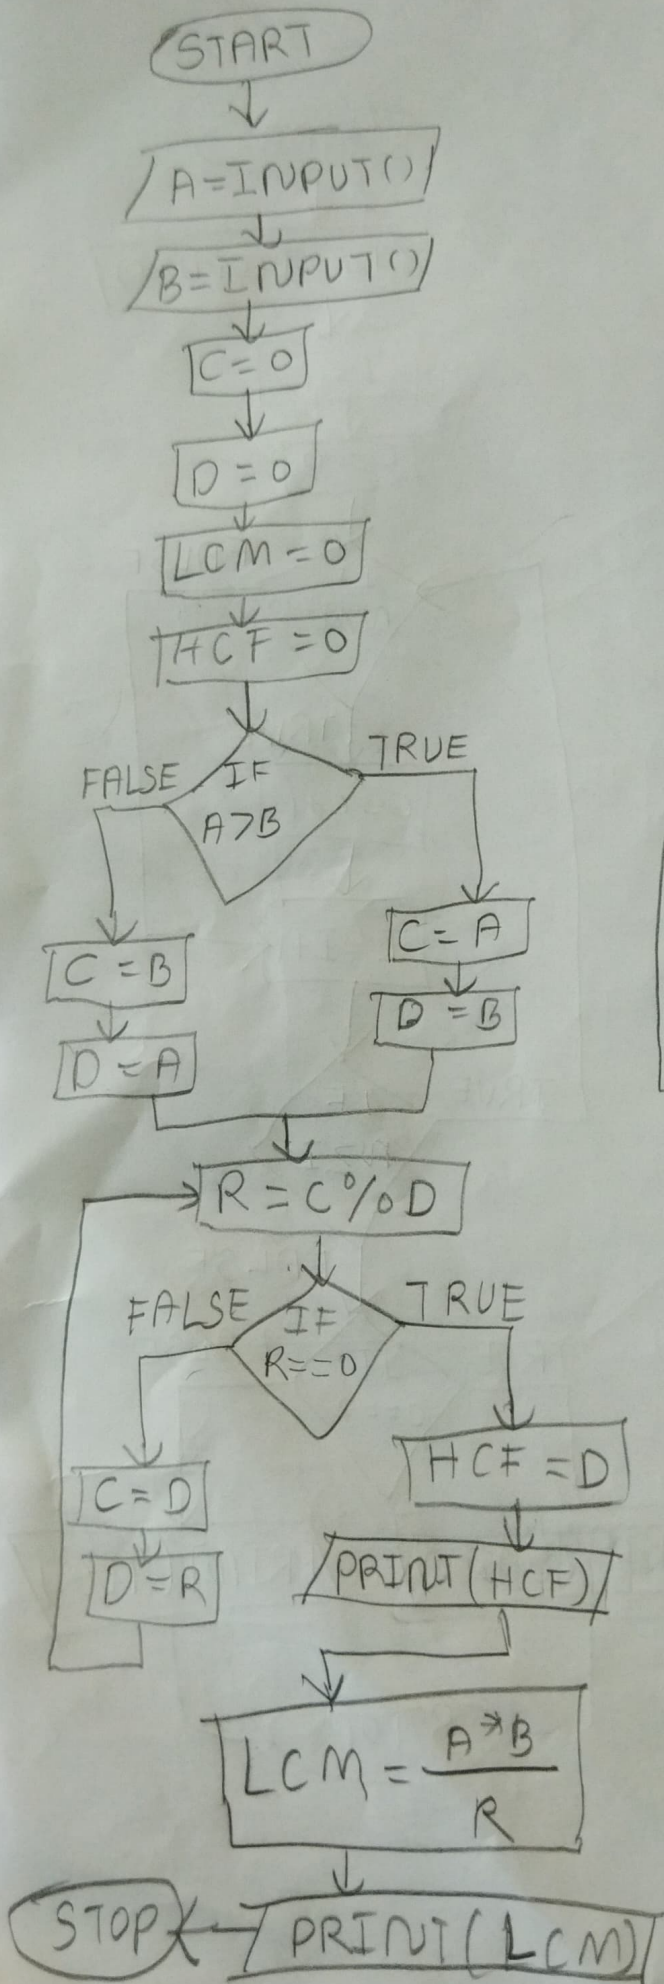 START
A=INPUT()
B=INPUT()
C=0
D=0
LCM=0
HCF=0
FALSE
IF
A>B
TRUE
C=B
D=A
C=A
D=B
R=C%D
FALSE
IF
R==0
TRUE
C=D
D=R
HCF=D
PRINT(HCF)
LCM=A*B
R
PRINT(LCM)
STOP